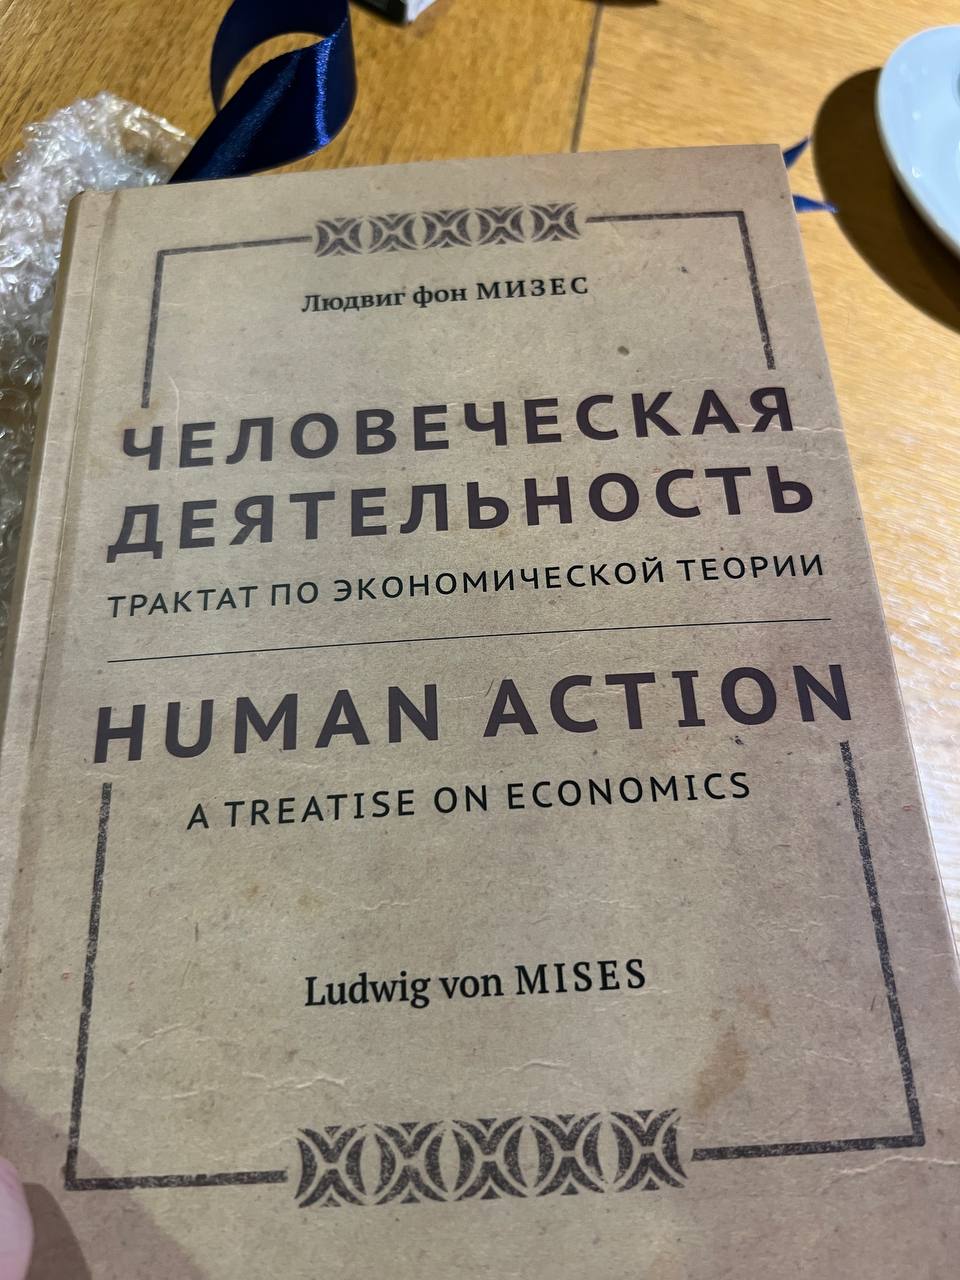 Людвиг фон МИЗЕС
ЧЕЛОВЕЧЕСКАЯ
ДЕЯТЕЛЬНОСТЬ
ТРАКТАТ ПО ЭКОНОМИЧЕСКОЙ ТЕОРИИ
HUMAN ACTION
A TREATISE ON ECONOMICS
Ludwig von MISES